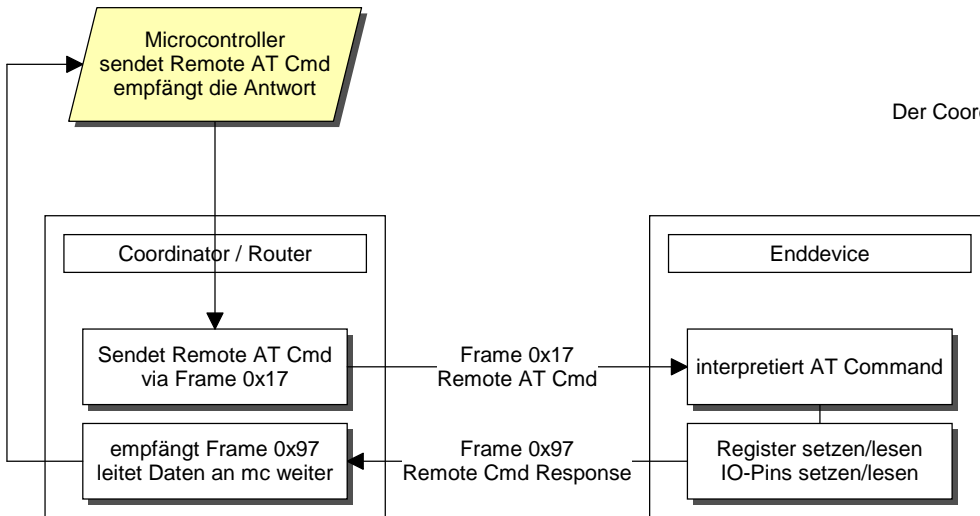 Microcontroller
sendet Remote AT Cmd
empfängt die Antwort
Der
Coordinator / Router
Enddevice
Sendet Remote AT Cmd
via Frame 0x17
Frame 0x17
Remote AT Cmd
interpretiert AT Command
empfängt Frame 0x97
leitet Daten an mc weiter
Frame 0x97
Remote Cmd Response
Register setzen/lesen
IO-Pins setzen/lesen